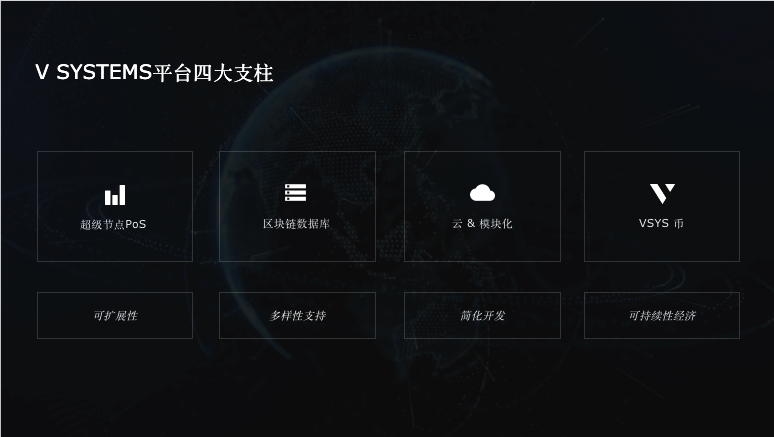 V SYSTEMS平台四大支柱
超级节点PoS
区块链数据库
云 & 模块化
VSYS 币
可扩展性
多样性支持
简化开发
可持续性经济